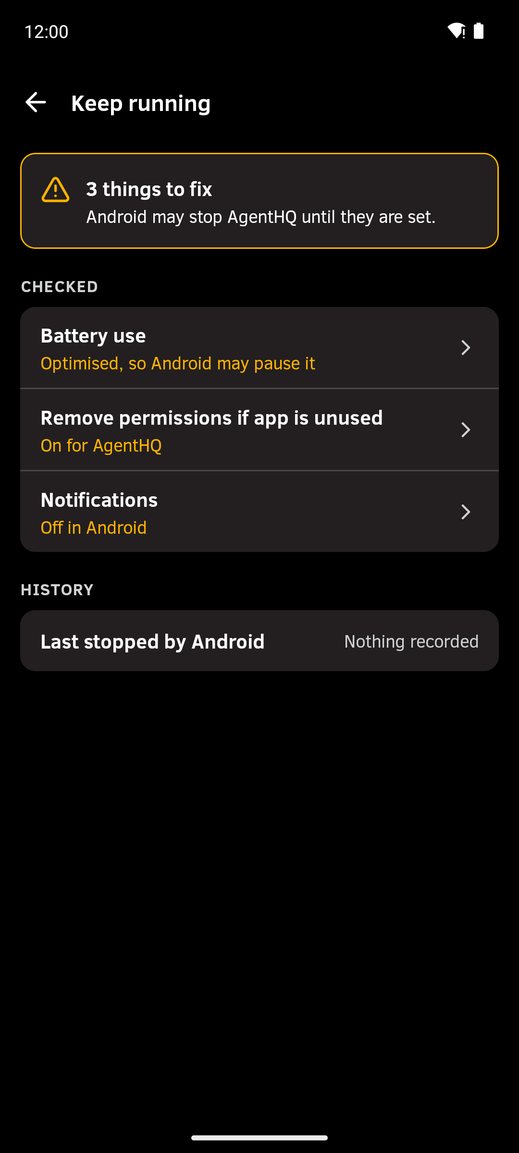 12:00
Keep running
3 things to fix
Android may stop AgentHQ until they are set.
CHECKED
Battery use
Optimised, so Android may pause it
Remove permissions if app is unused
On for AgentHQ
Notifications
Off in Android
HISTORY
Last stopped by Android Nothing recorded